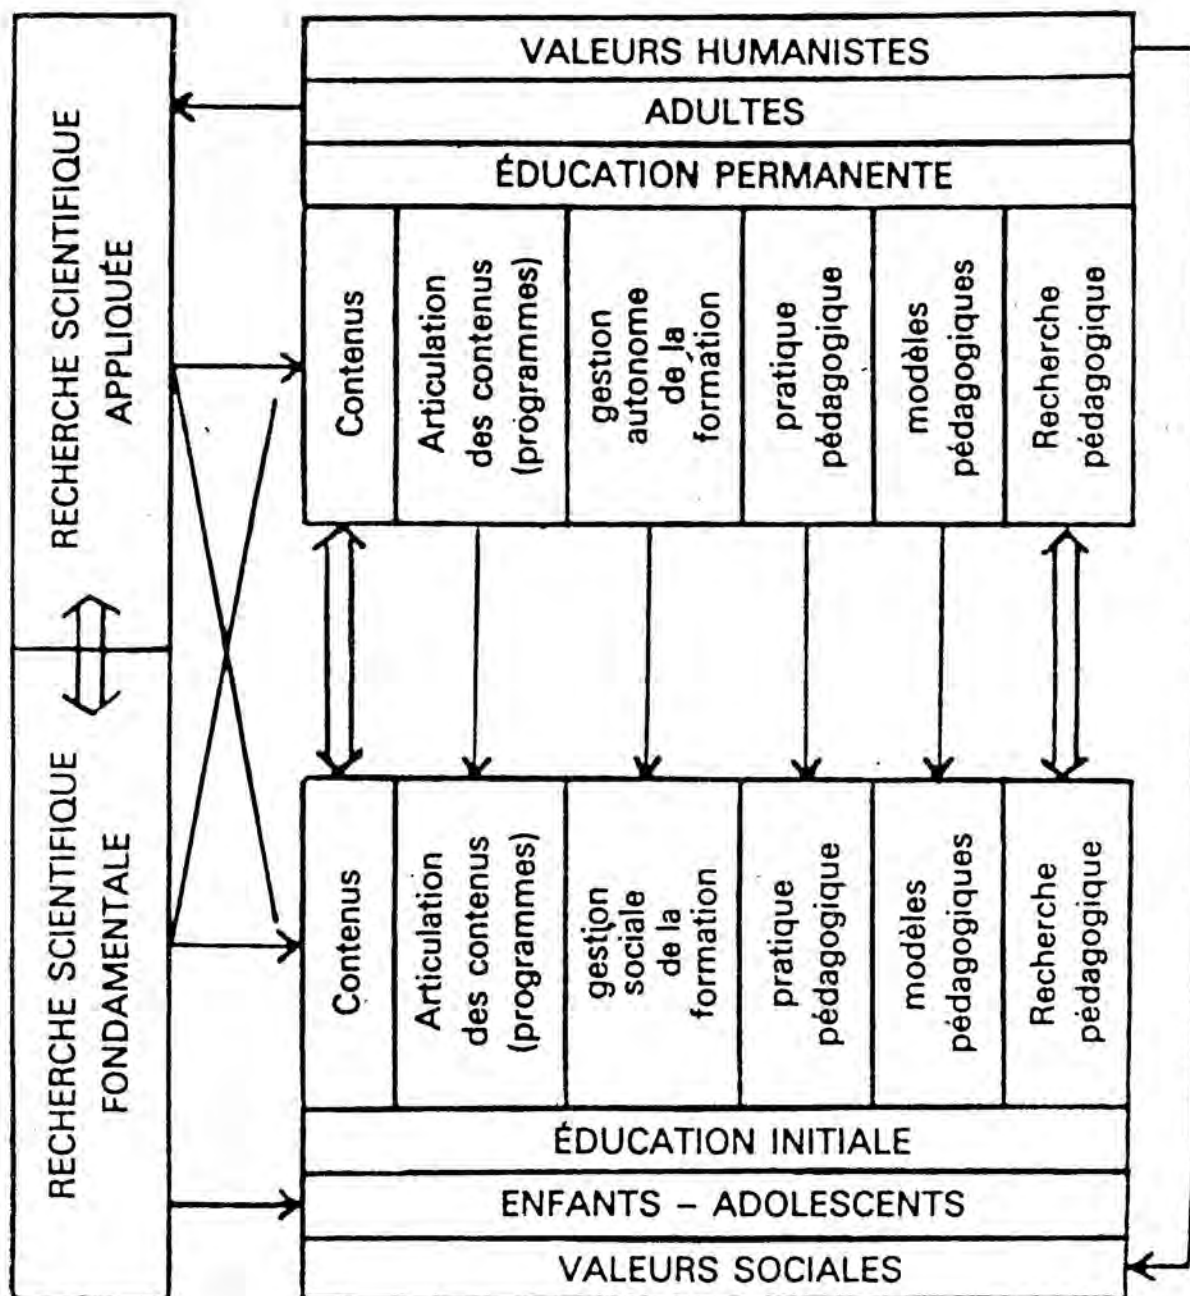 RECHERCHE SCIENTIFIQUE
APPLIQUÉE
RECHERCHE SCIENTIFIQUE
FONDAMENTALE
VALEURS HUMANISTES
ADULTES
ÉDUCATION PERMANENTE
Contenus
Articulation
des contenus
(programmes)
gestion
autonome
de la
formation
pratique
pédagogique
modèles
pédagogiques
Recherche
pédagogique
Contenus
Articulation
des contenus
(programmes)
gestion
sociale
de la
formation
pratique
pédagogique
modèles
pédagogiques
Recherche
pédagogique
ÉDUCATION INITIALE
ENFANTS – ADOLESCENTS
VALEURS SOCIALES